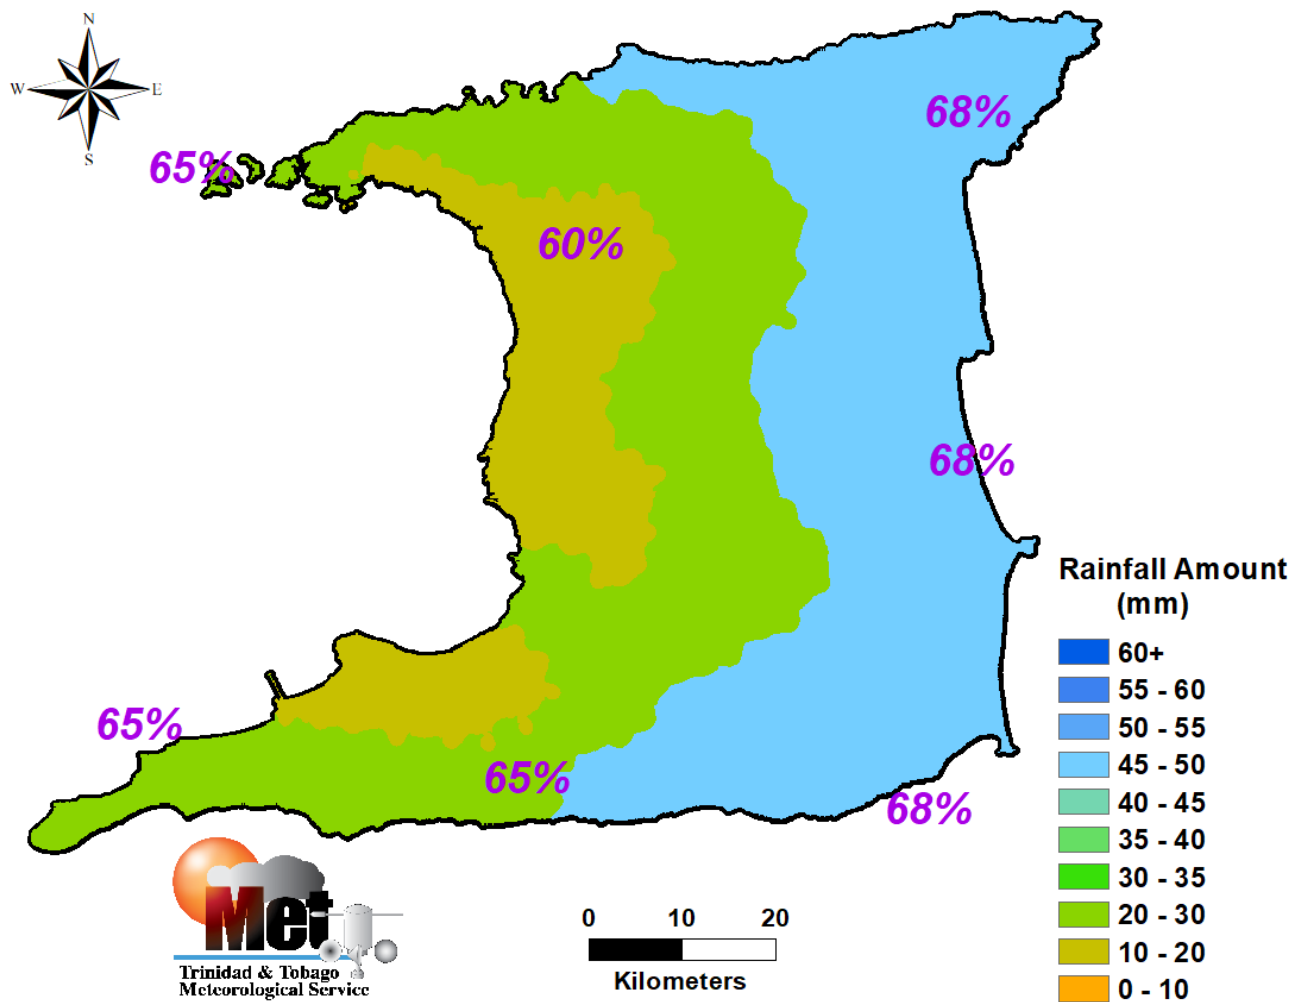 N
W
E
S
68%
65%
60%
68%
65%
65%
68%
Rainfall Amount
(mm)
60+
55 - 60
50 - 55
45 - 50
40 - 45
35 - 40
30 - 35
20 - 30
10 - 20
0 - 10
0 10 20
Kilometers
Met
Trinidad & Tobago
Meteorological Service